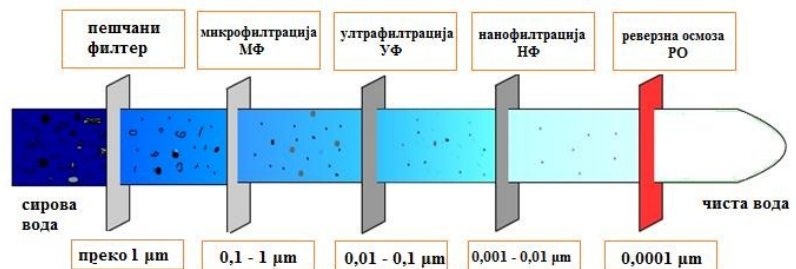 пешчани
филтер
микрофилтрација
МФ
ултрафилтрација
УФ
нанофилтрација
НФ
реверзна осмоза
РО
сирова
вода
чиста вода
преко 1 µm
0,1 - 1 µm
0,01 - 0,1 µm
0,001 - 0,01 µm
0,0001 µm